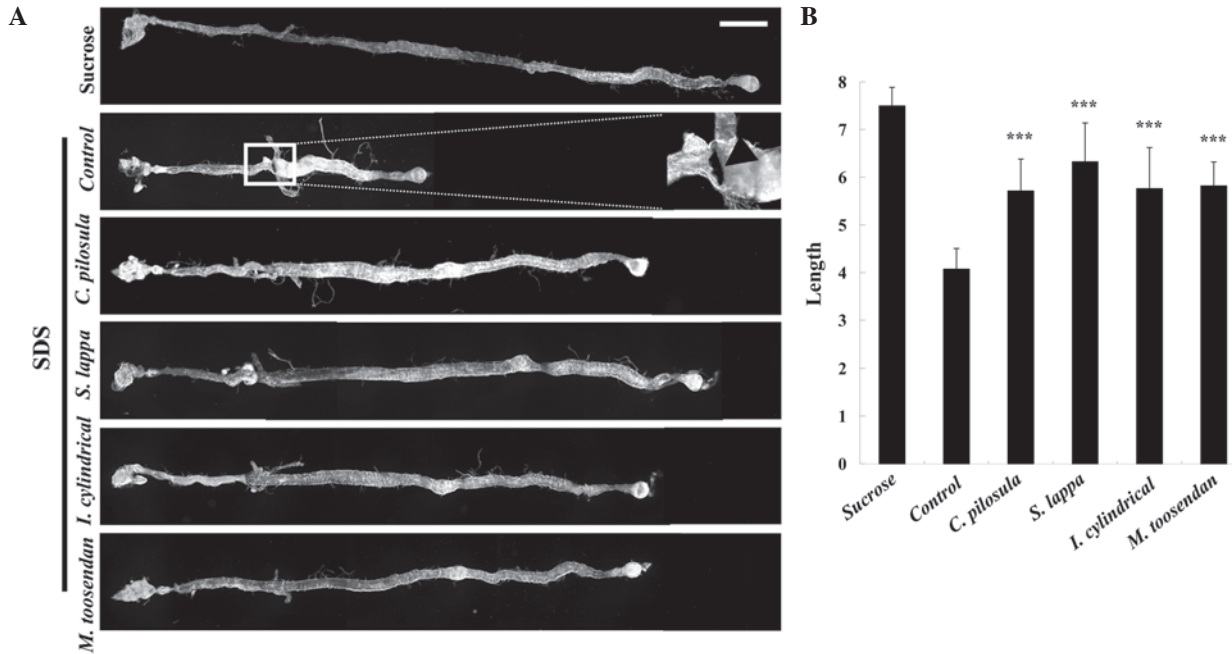 A
Sucrose
SDS
Control
C. pilosula
S. lappa
I. cylindrical
M. toosendan
B
Length
8
7
6
5
4
3
2
1
0
***
***
***
***
Sucrose
Control
C. pilosula
S. lappa
I. cylindrical
M. toosendan